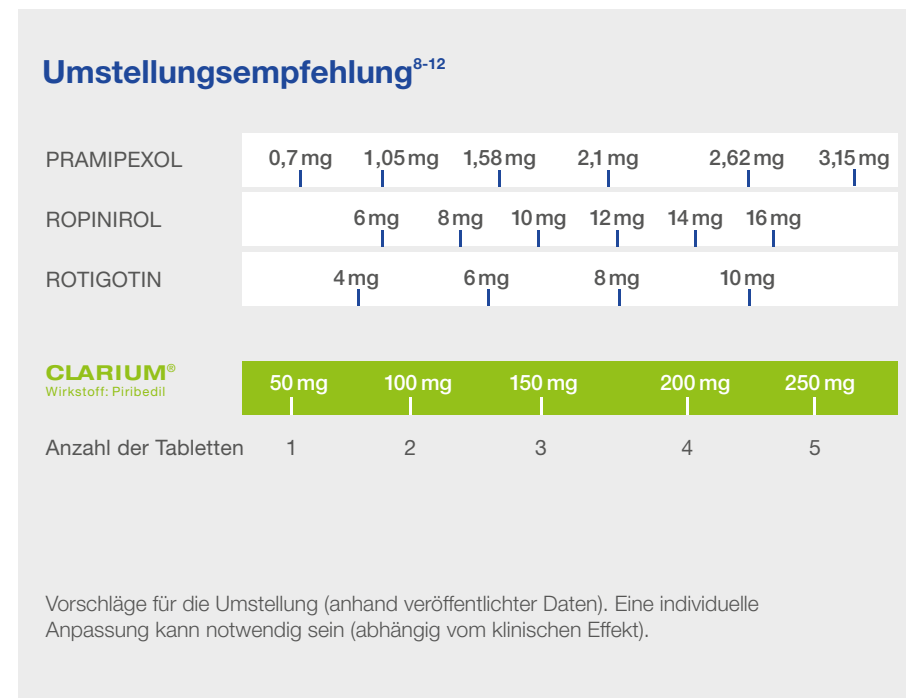 Umstellungsempfehlung8-12
PRAMIPEXOL 0,7 mg 1,05 mg 1,58 mg 2,1 mg 2,62 mg 3,15 mg
ROPINIROL 6 mg 8 mg 10 mg 12 mg 14 mg 16 mg
ROTIGOTIN 4 mg 6 mg 8 mg 10 mg
CLARIUM®
Wirkstoff: Piribedil
50 mg 100 mg 150 mg 200 mg 250 mg
Anzahl der Tabletten 1 2 3 4 5
Vorschläge für die Umstellung (anhand veröffentlichter Daten). Eine individuelle
Anpassung kann notwendig sein (abhängig vom klinischen Effekt).